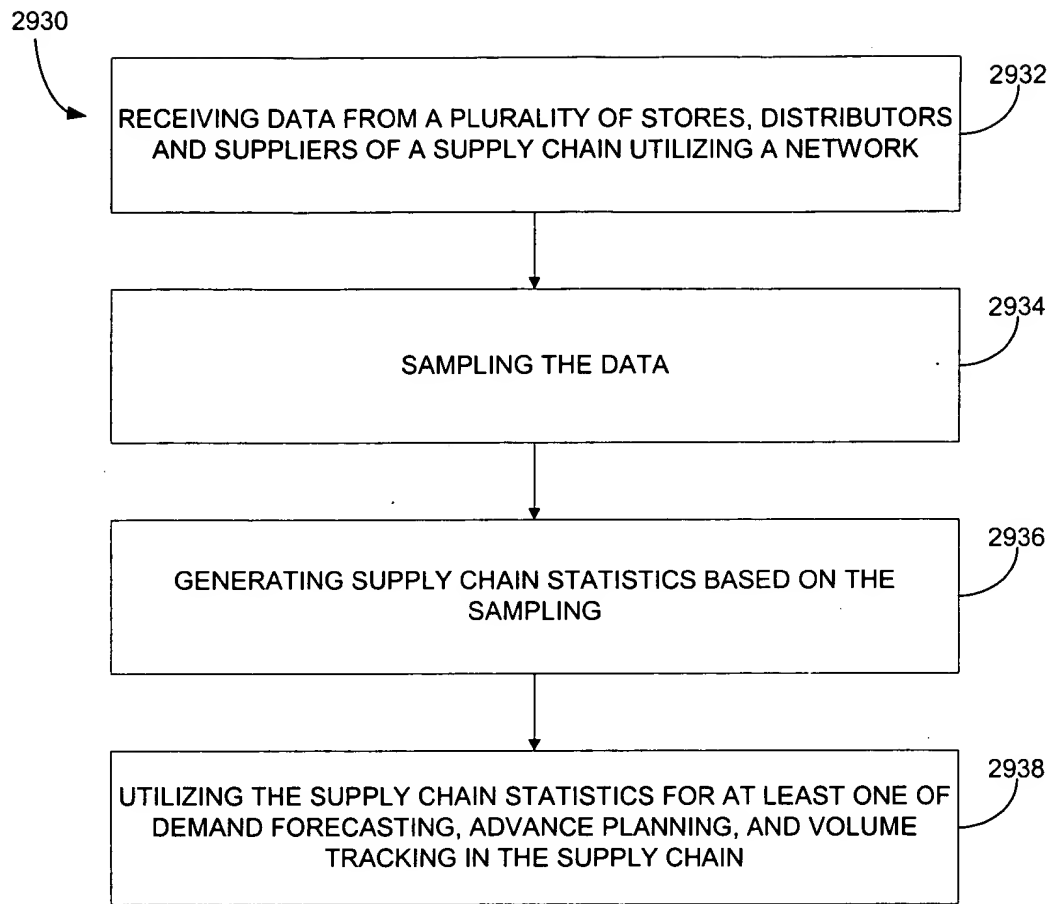 2930
2932
RECEIVING DATA FROM A PLURALITY OF STORES, DISTRIBUTORS
AND SUPPLIERS OF A SUPPLY CHAIN UTILIZING A NETWORK
2934
SAMPLING THE DATA
2936
GENERATING SUPPLY CHAIN STATISTICS BASED ON THE
SAMPLING
2938
UTILIZING THE SUPPLY CHAIN STATISTICS FOR AT LEAST ONE OF
DEMAND FORECASTING, ADVANCE PLANNING, AND VOLUME
TRACKING IN THE SUPPLY CHAIN